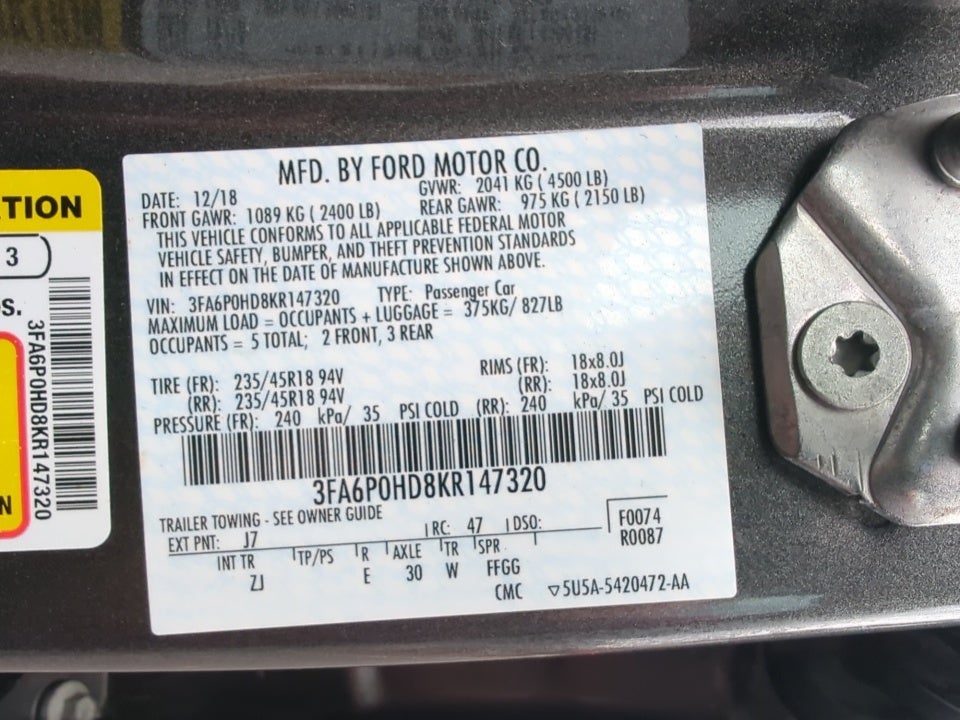 MFD. BY FORD MOTOR CO.
DATE: 12/18 GVWR: 2041 KG ( 4500 LB)
FRONT GAWR: 1089 KG ( 2400 LB) REAR GAWR: 975 KG ( 2150 LB)
THIS VEHICLE CONFORMS TO ALL APPLICABLE FEDERAL MOTOR
VEHICLE SAFETY, BUMPER, AND THEFT PREVENTION STANDARDS
IN EFFECT ON THE DATE OF MANUFACTURE SHOWN ABOVE.
VIN: 3FA6P0HD8KR147320 TYPE: Passenger Car
MAXIMUM LOAD = OCCUPANTS + LUGGAGE = 375KG/ 827LB
OCCUPANTS = 5 TOTAL; 2 FRONT, 3 REAR
TIRE (FR): 235/45R18 94V RIMS (FR): 18x8.0J
(RR): 235/45R18 94V (RR): 18x8.0J
PRESSURE (FR): 240 kPa/ 35 PSI COLD (RR): 240 kPa/ 35 PSI COLD
3FA6P0HD8KR147320
TRAILER TOWING - SEE OWNER GUIDE
EXT PNT: J7 RC: 47 DSO: F0074
R0087
INT TR TP/PS R AXLE TR SPR
ZJ E 30 W FFGG
CMC ▽5U5A-5420472-AA
TION
3
S.
3FA6P0HD8KR147320
N